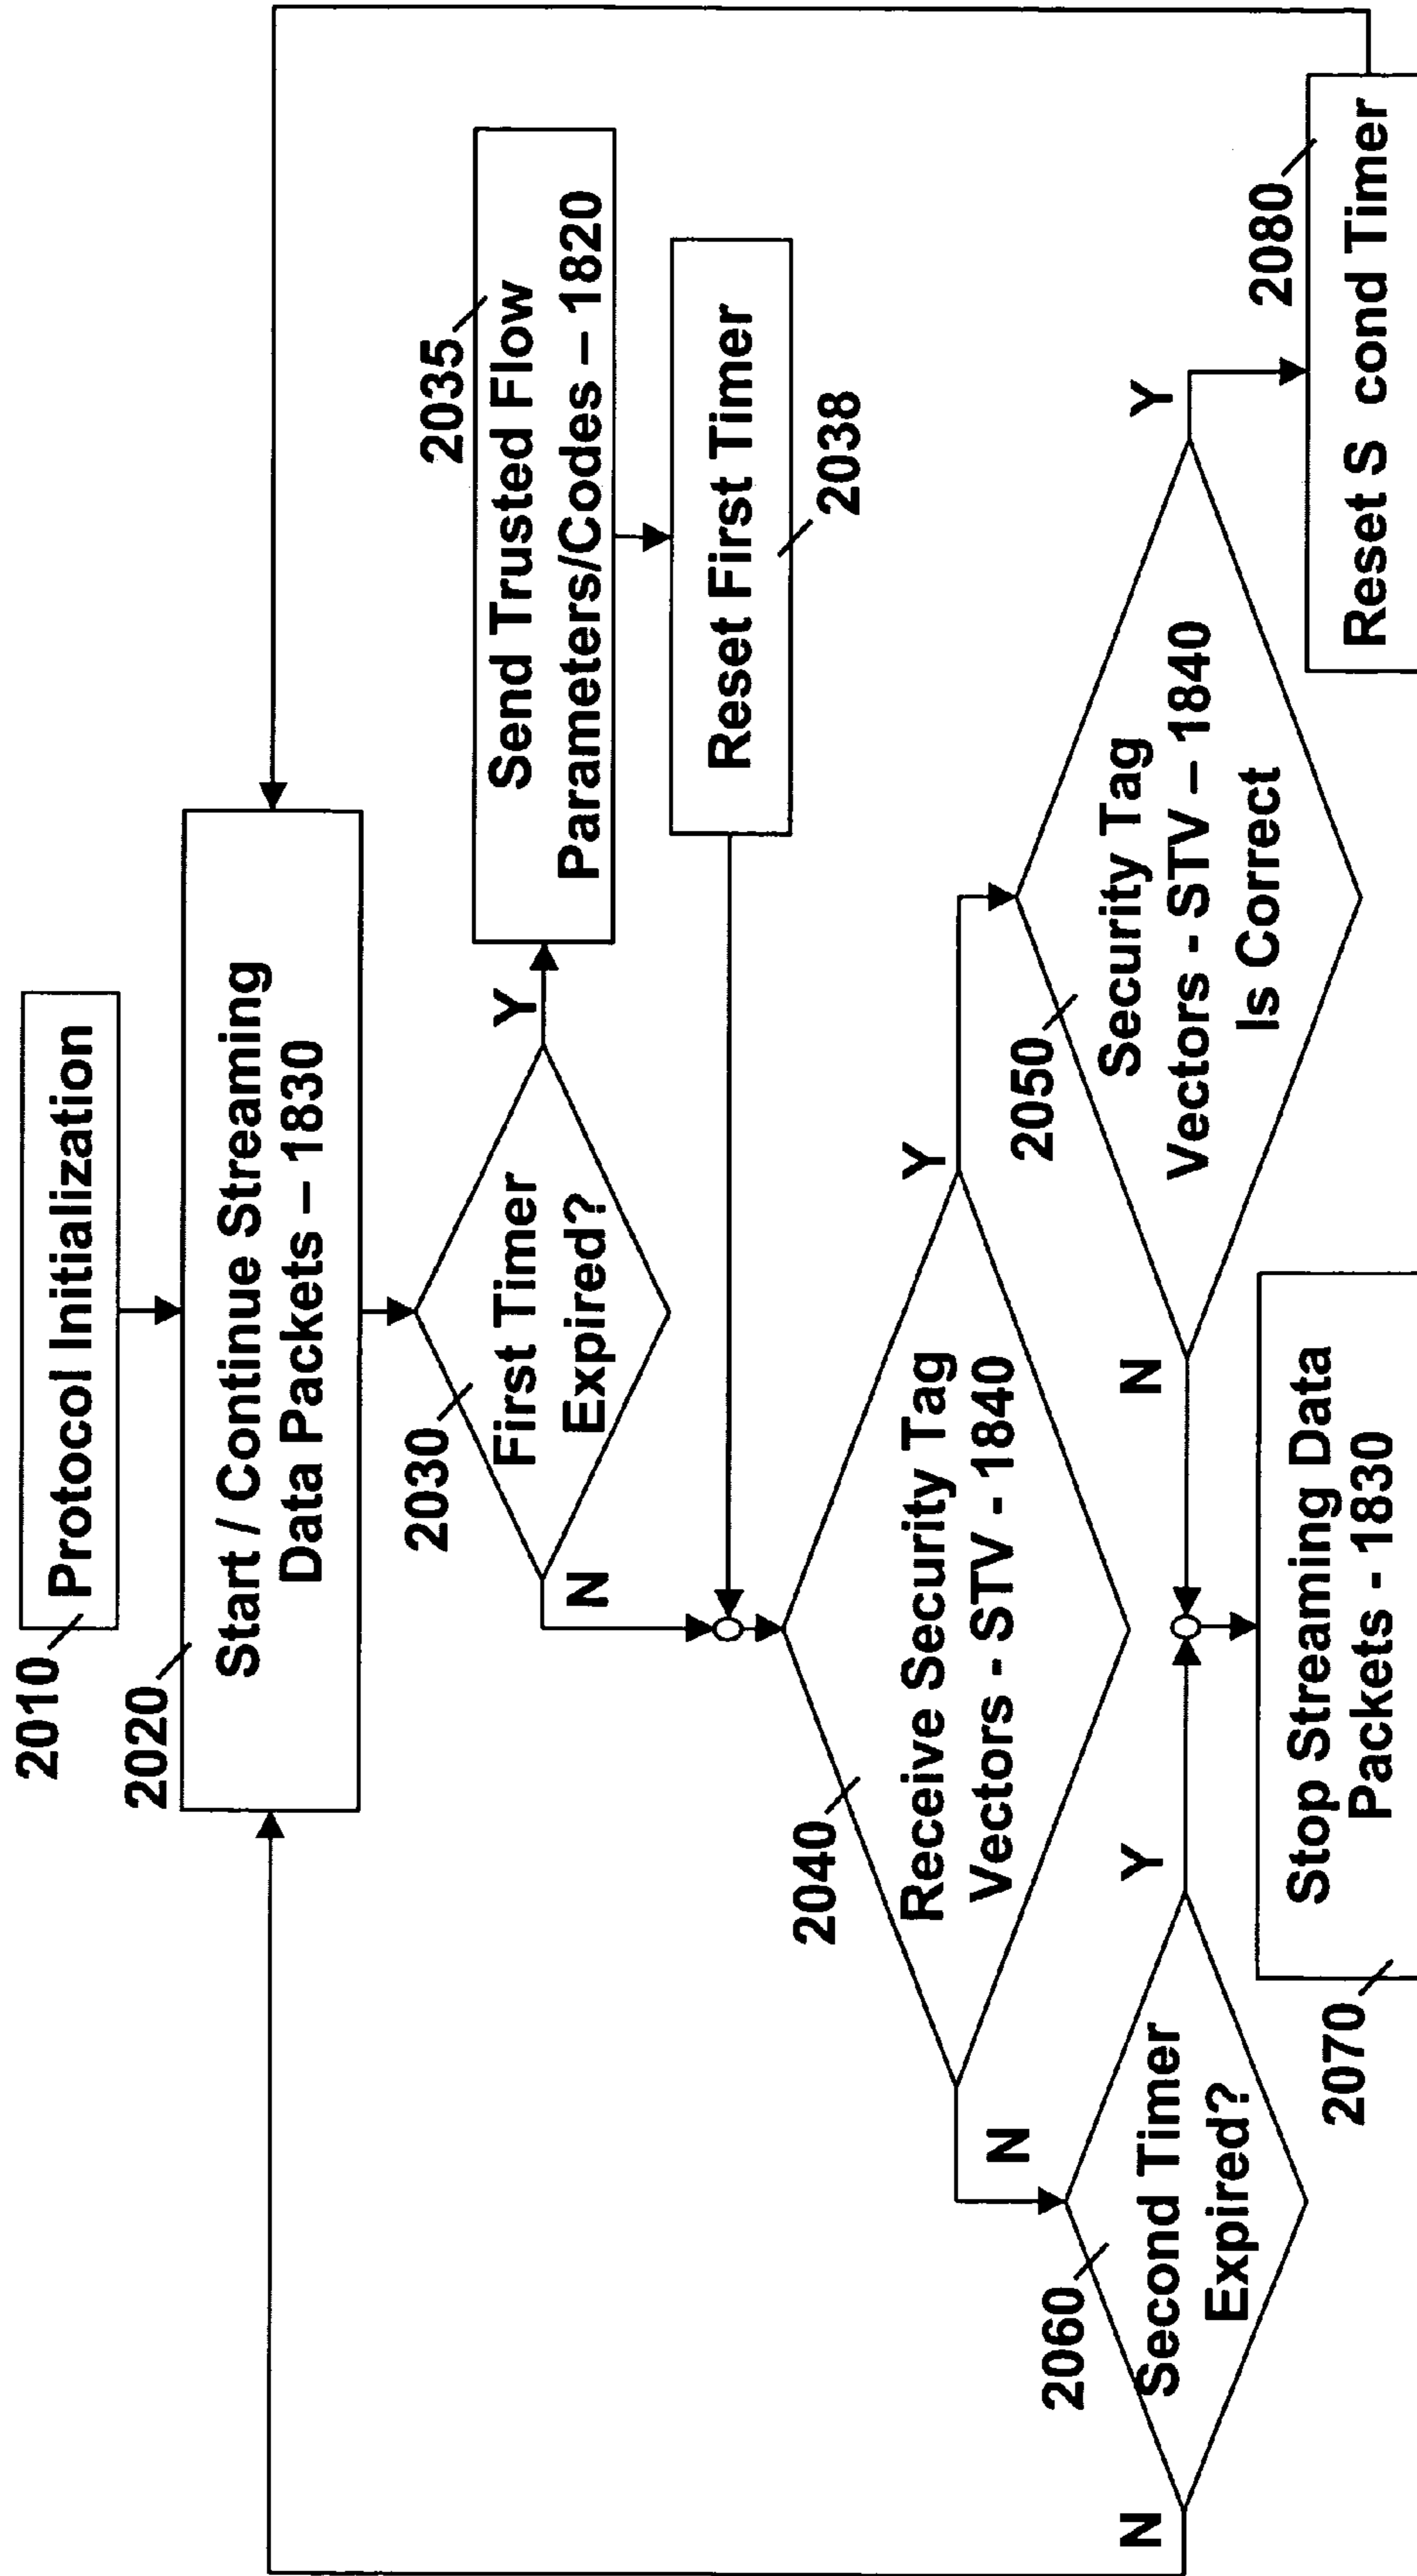 2010
Protocol Initialization
2020
Start / Continue Streaming
Data Packets – 1830
2030
First Timer
Expired?
Y
N
2035
Send Trusted Flow
Parameters/Codes – 1820
Reset First Timer
2038
2040
Receive Security Tag
Vectors - STV - 1840
Y
N
2050
Security Tag
Vectors - STV – 1840
Is Correct
Y
N
2060
Second Timer
Expired?
Y
N
2070
Stop Streaming Data
Packets - 1830
2080
Reset S cond Timer